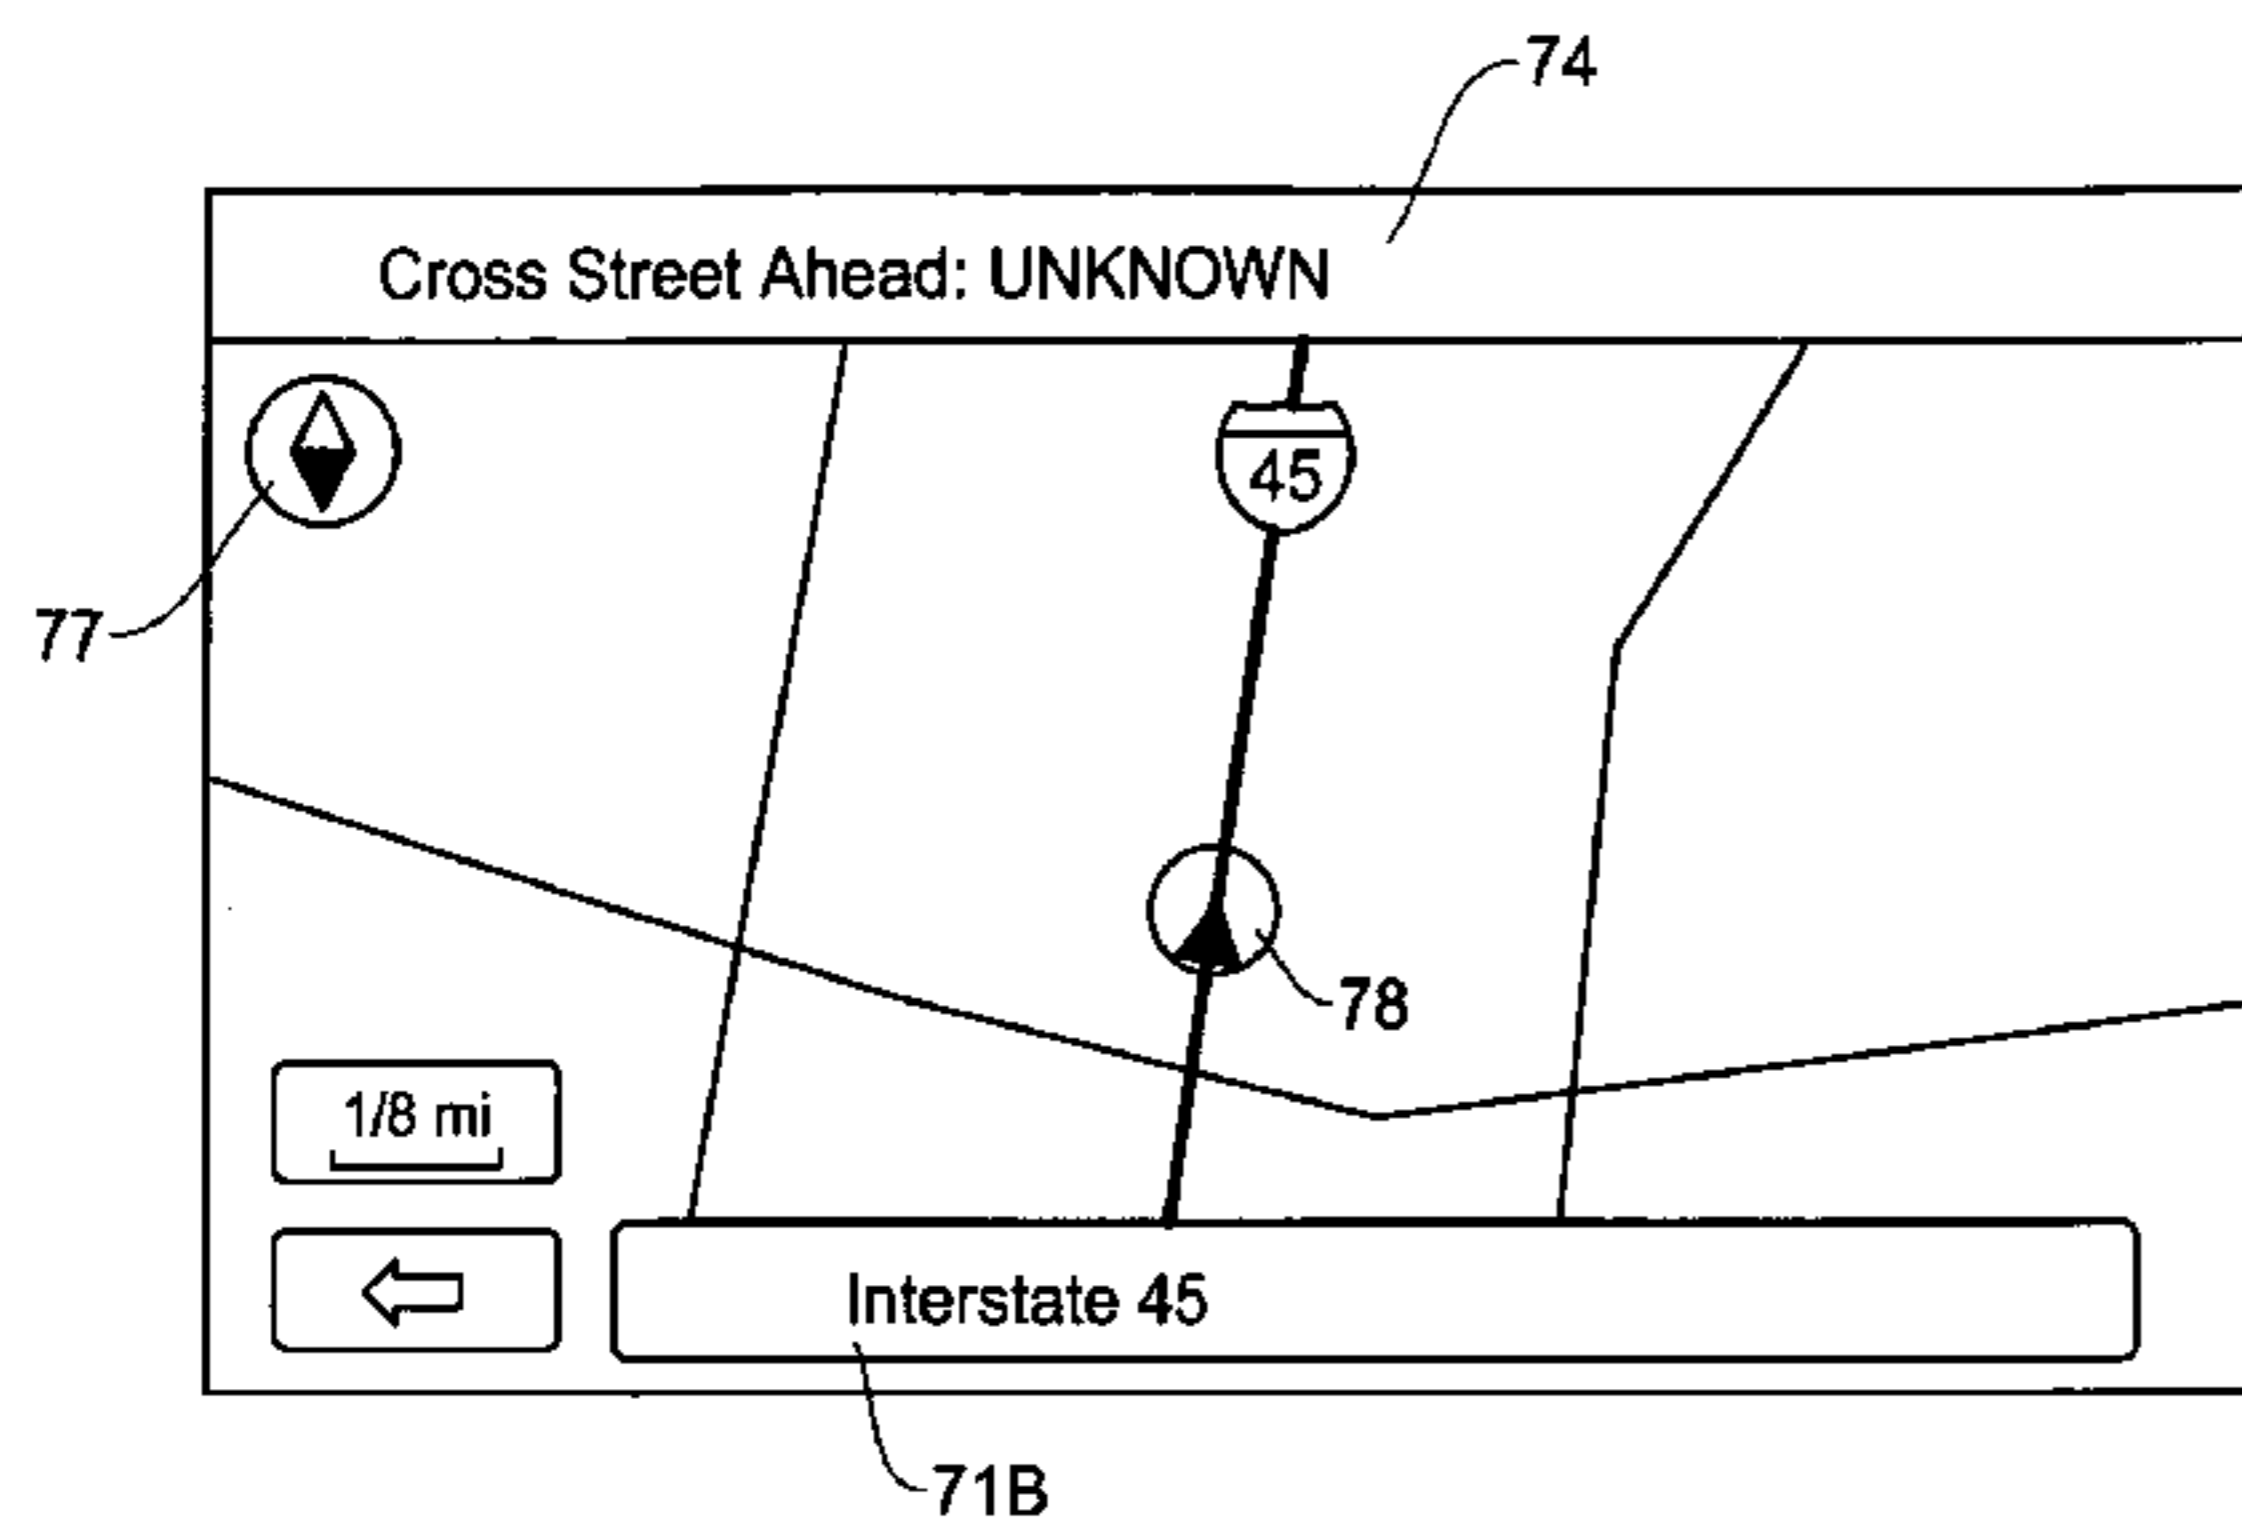 74
Cross Street Ahead: UNKNOWN
45
77
78
1/8 mi
Interstate 45
71B